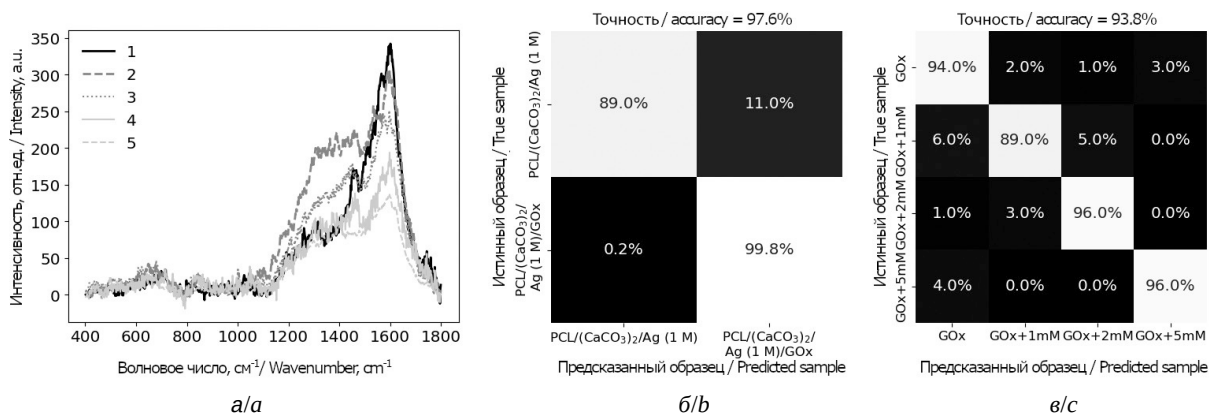 350
300
250
200
150
100
50
0
1
2
3
4
5
400 600 800 1000 1200 1400 1600 1800
Интенсивность, отн.ед. / Intensity, a.u.
Волновое число, см⁻¹/ Wavenumber, cm⁻¹
а/a
Точность / accuracy = 97.6%
Истинный образец / True sample
PCL/(CaCO₃)₂/Ag (1 M)
PCL/(CaCO₃)₂/
Ag (1 M)/GOx
89.0% 11.0%
0.2% 99.8%
PCL/(CaCO₃)₂/Ag (1 M) PCL/(CaCO₃)₂/
Ag (1 M)/GOx
Предсказанный образец / Predicted sample
б/b
Точность / accuracy = 93.8%
Истинный образец / True sample
GOx
GOx+1mM
GOx+2mM
GOx+5mM
94.0% 2.0% 1.0% 3.0%
6.0% 89.0% 5.0% 0.0%
1.0% 3.0% 96.0% 0.0%
4.0% 0.0% 0.0% 96.0%
GOx GOx+1mM GOx+2mM GOx+5mM
Предсказанный образец / Predicted sample
в/c